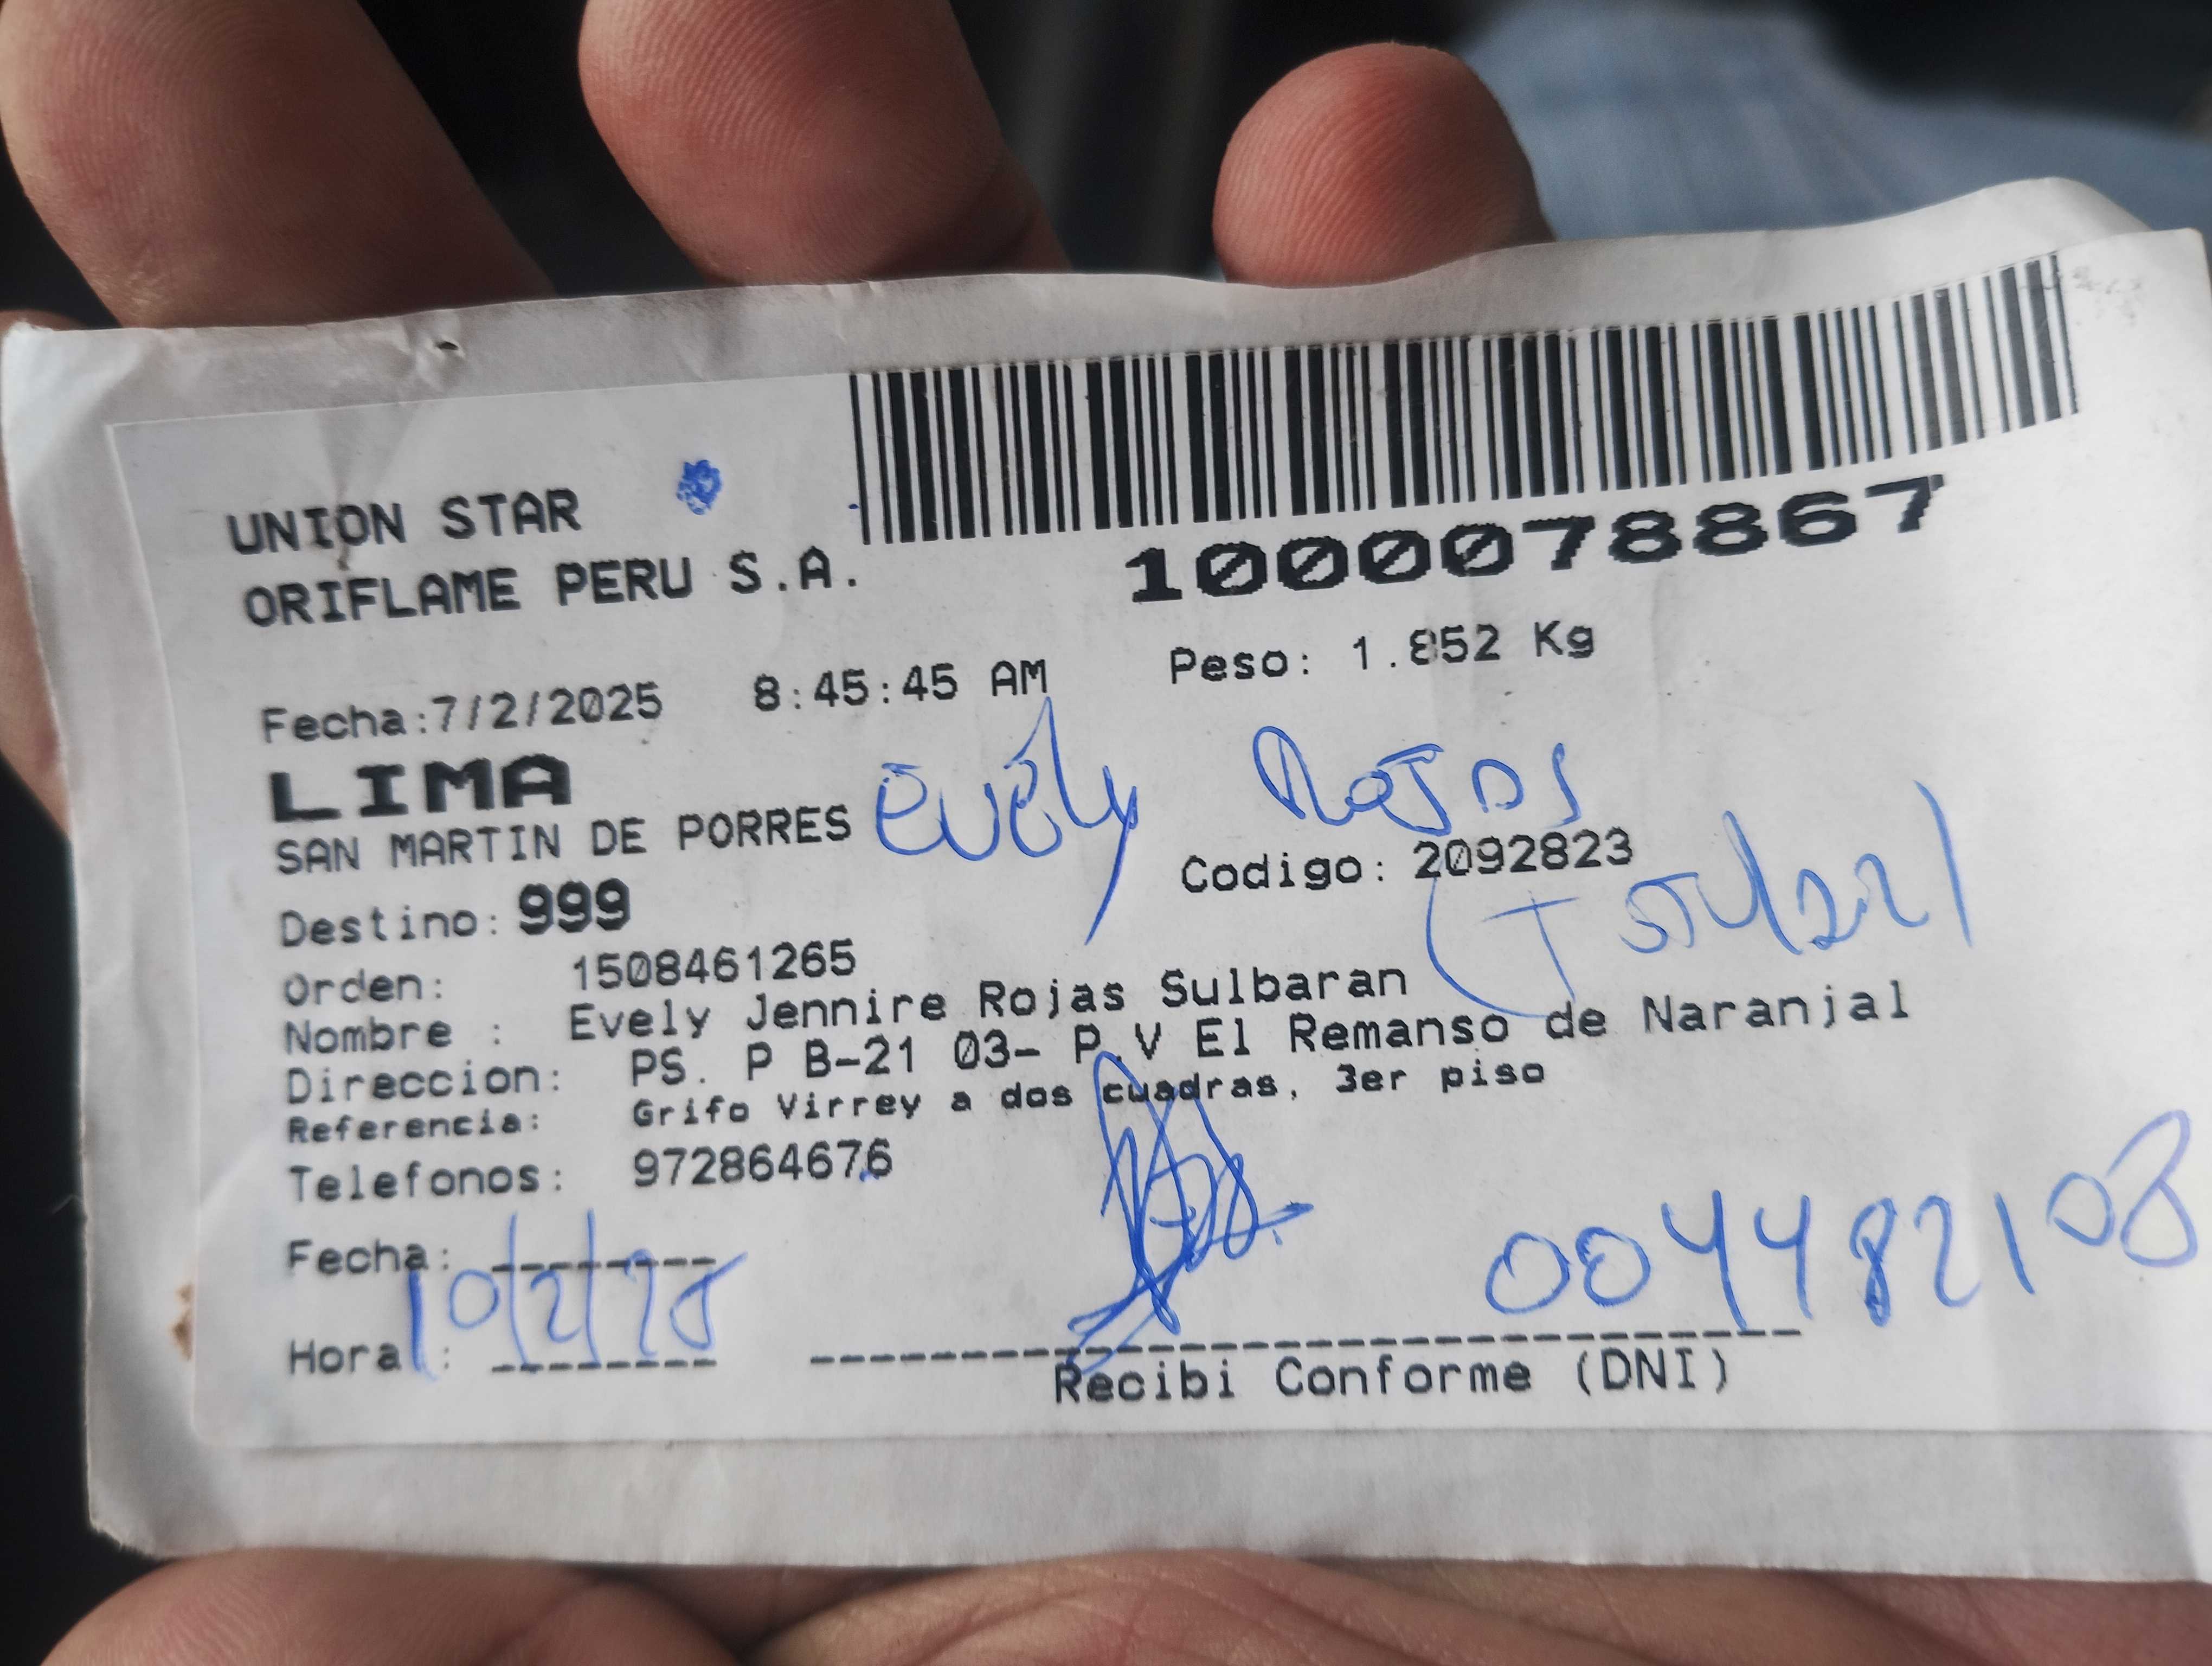 UNION STAR
ORIFLAME PERU S.A.
1000078867
Fecha:7/2/2025 8:45:45 AM Peso: 1.852 Kg
LIMA
SAN MARTIN DE PORRES Evely Rojas
Codigo: 2092823
Destino: 999
Orden: 1508461265
Nombre : Evely Jennire Rojas Sulbaran
Direccion: PS. P B-21 03- P.V El Remanso de Naranjal
Referencia: Grifo Virrey a dos cuadras, 3er piso
Telefonos: 972864676
Fecha: --------
10/2/25
004482103
Hora : --------
Recibi Conforme (DNI)